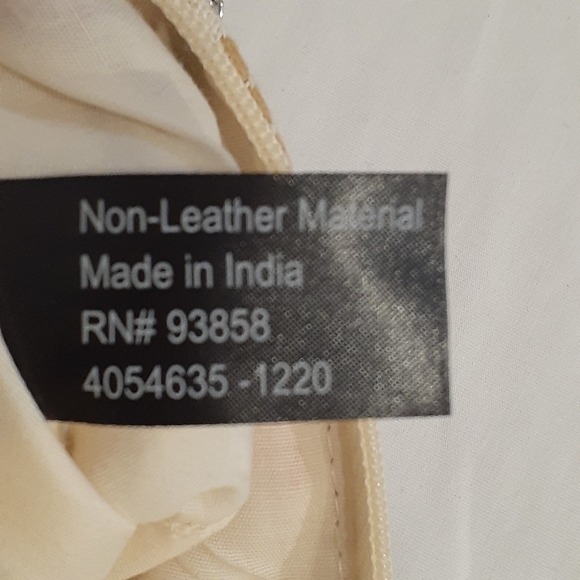 Non-Leather Material
Made in India
RN# 93858
4054635 -1220